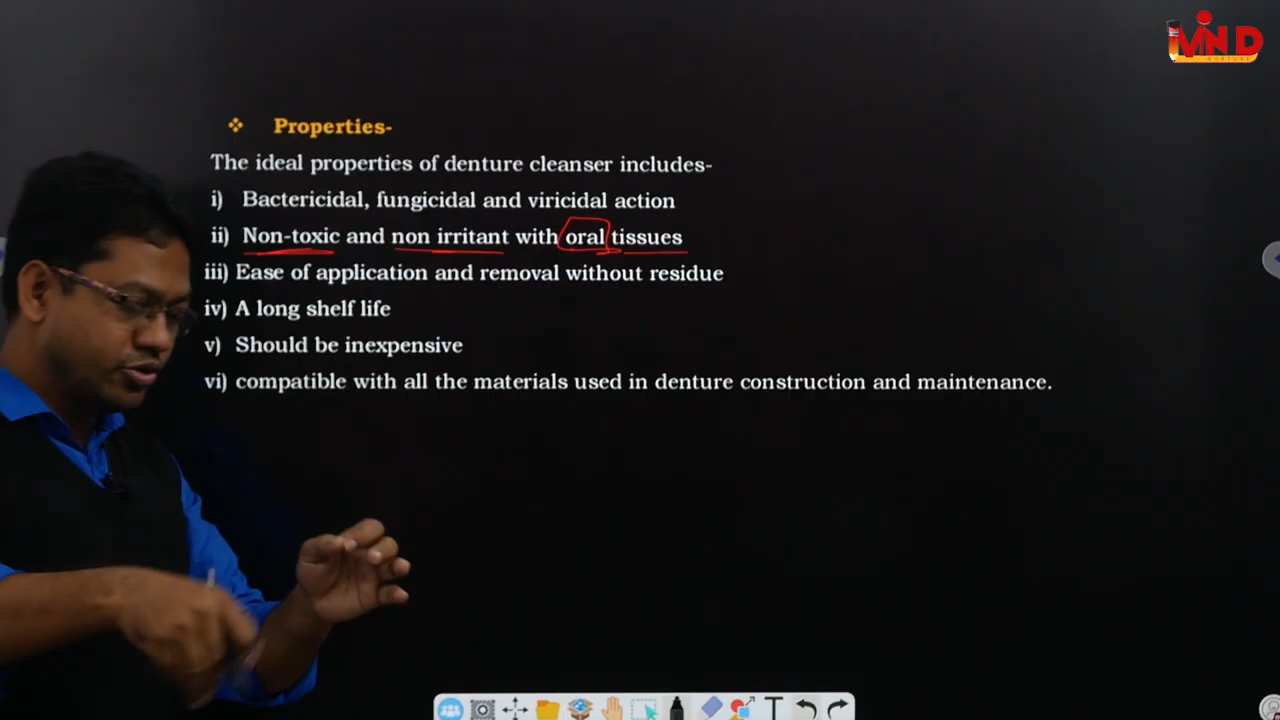 MIND
NURTURE
❖ Properties-
The ideal properties of denture cleanser includes-
i) Bactericidal, fungicidal and viricidal action
ii) Non-toxic and non irritant with oral tissues
iii) Ease of application and removal without residue
iv) A long shelf life
v) Should be inexpensive
vi) compatible with all the materials used in denture construction and maintenance.